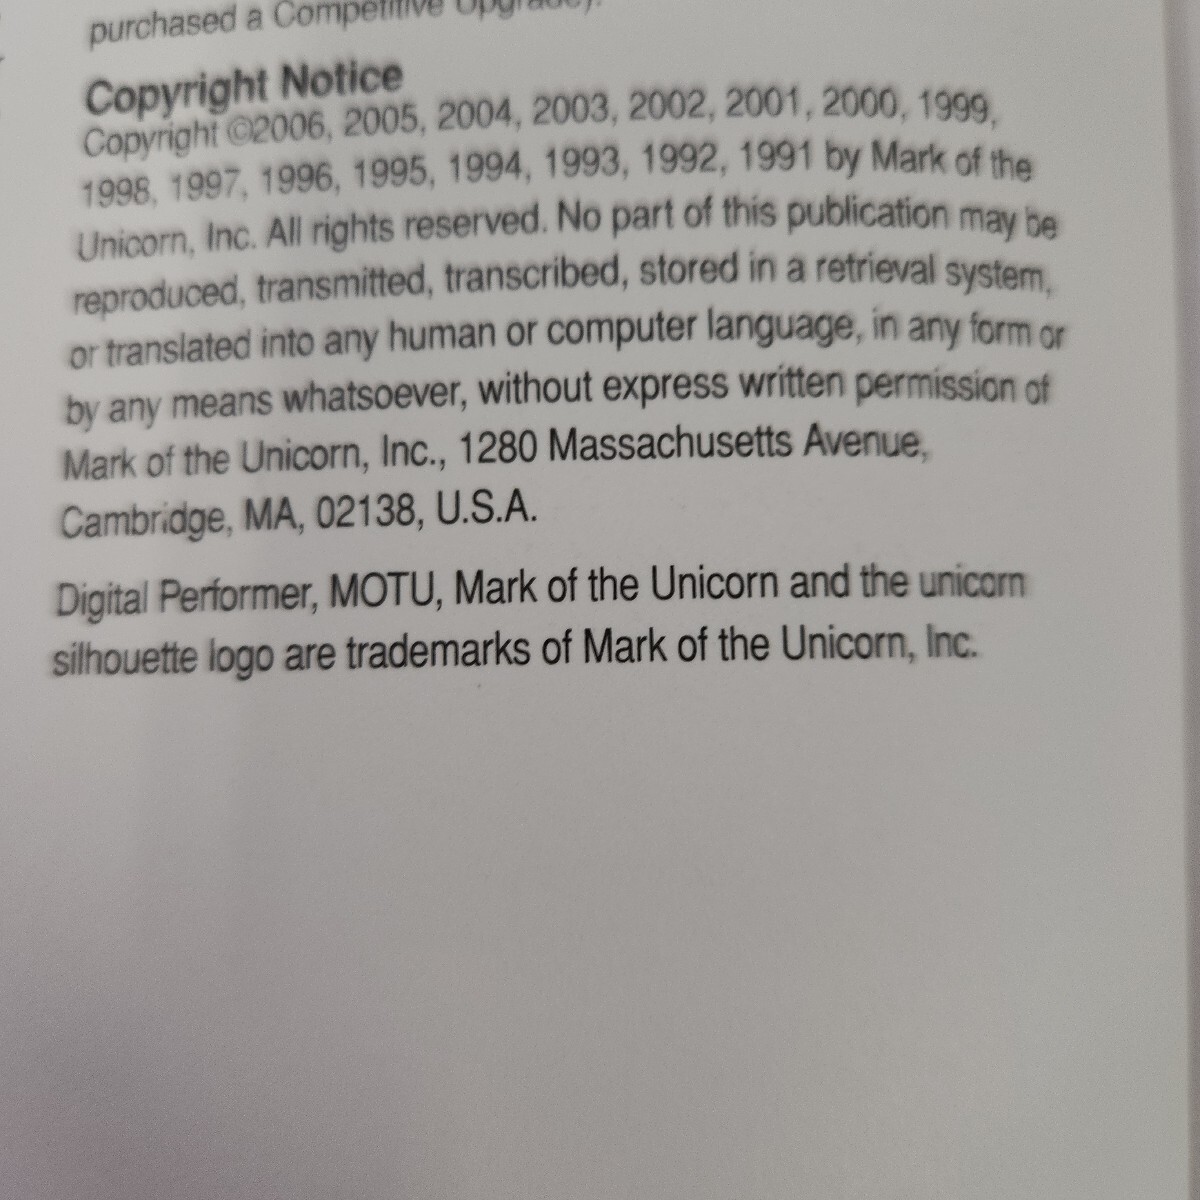 purchased a Competitive Upgrade).
Copyright Notice
Copyright ©2006, 2005, 2004, 2003, 2002, 2001, 2000, 1999,
1998, 1997, 1996, 1995, 1994, 1993, 1992, 1991 by Mark of the
Unicorn, Inc. All rights reserved. No part of this publication may be
reproduced, transmitted, transcribed, stored in a retrieval system,
or translated into any human or computer language, in any form or
by any means whatsoever, without express written permission of
Mark of the Unicorn, Inc., 1280 Massachusetts Avenue,
Cambridge, MA, 02138, U.S.A.
Digital Performer, MOTU, Mark of the Unicorn and the unicorn
silhouette logo are trademarks of Mark of the Unicorn, Inc.